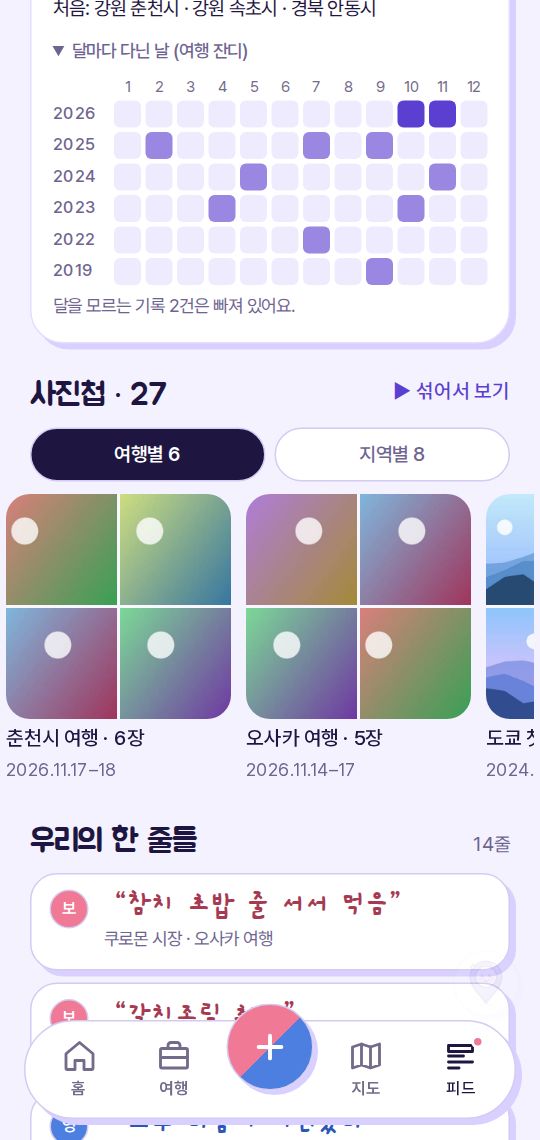 처음: 강원 춘천시 · 강원 속초시 · 경북 안동시
▼ 달마다 다닌 날 (여행 잔디)
1 2 3 4 5 6 7 8 9 10 11 12
2026
2025
2024
2023
2022
2019
달을 모르는 기록 2건은 빠져 있어요.
사진첩 · 27
▶ 섞어서 보기
여행별 6
지역별 8
춘천시 여행 · 6장
2026.11.17–18
오사카 여행 · 5장
2026.11.14–17
도쿄
2024.
우리의 한 줄들
14줄
보
“참치 초밥 줄 서서 먹음”
쿠로몬 시장 · 오사카 여행
보
“갈치조림
홈
여행
+
지도
피드